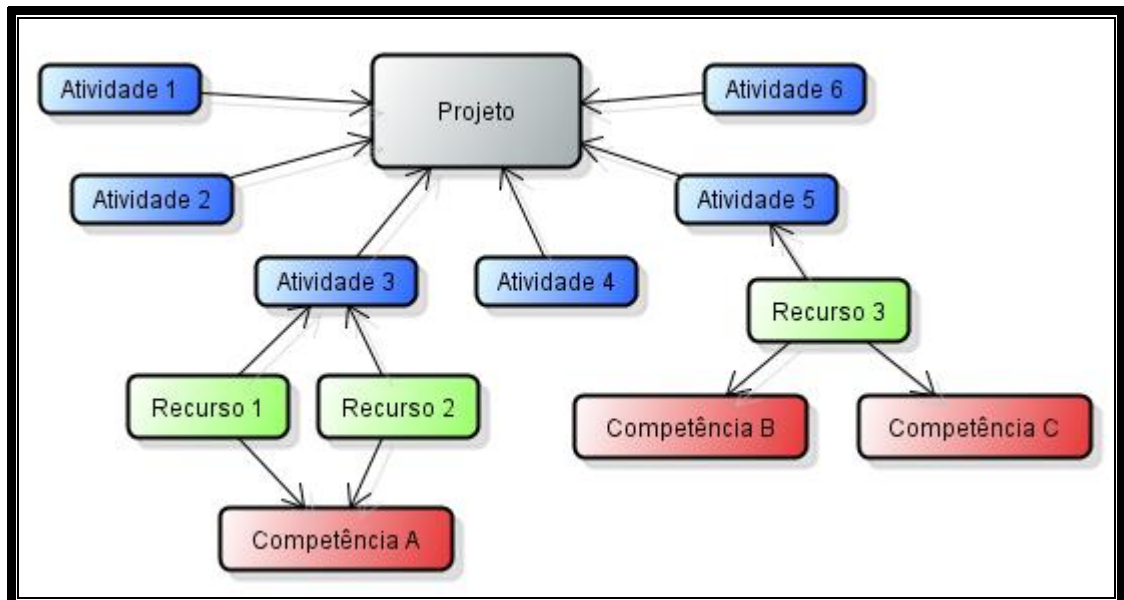 Projeto
Atividade 1
Atividade 6
Atividade 2
Atividade 5
Atividade 3
Atividade 4
Recurso 3
Recurso 1
Recurso 2
Competência B
Competência C
Competência A